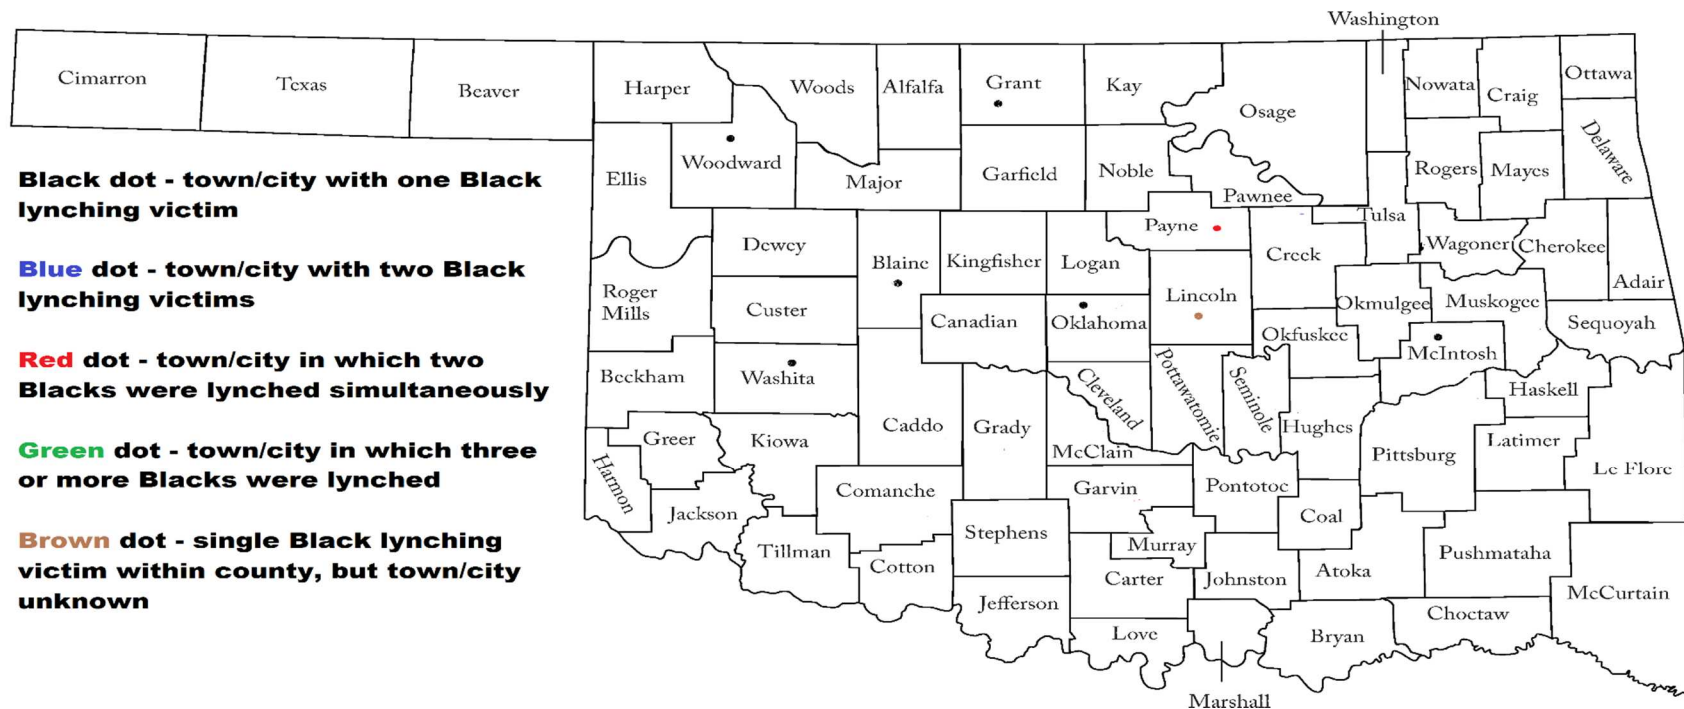 Washington
Cimarron
Texas
Beaver
Harper
Woods
Alfalfa
Grant
Kay
Osage
Nowata
Craig
Ottawa
Delaware
Ellis
Woodward
Major
Garfield
Noble
Pawnee
Rogers
Mayes
Black dot - town/city with one Black
lynching victim
Blue dot - town/city with two Black
lynching victims
Red dot - town/city in which two
Blacks were lynched simultaneously
Green dot - town/city in which three
or more Blacks were lynched
Brown dot - single Black lynching
victim within county, but town/city
unknown
Payne
Tulsa
Dewey
Blaine
Kingfisher
Logan
Creek
Wagoner
Cherokee
Adair
Roger
Mills
Custer
Canadian
Oklahoma
Lincoln
Okmulgee
Muskogee
Sequoyah
Beckham
Washita
Okfuskee
McIntosh
Haskell
Cleveland
Pottawatomie
Seminole
Greer
Kiowa
Caddo
Grady
McClain
Hughes
Pittsburg
Latimer
Le Flore
Harmon
Jackson
Comanche
Garvin
Pontotoc
Coal
Tillman
Cotton
Stephens
Murray
Carter
Johnston
Atoka
Pushmataha
McCurtain
Jefferson
Love
Bryan
Choctaw
Marshall